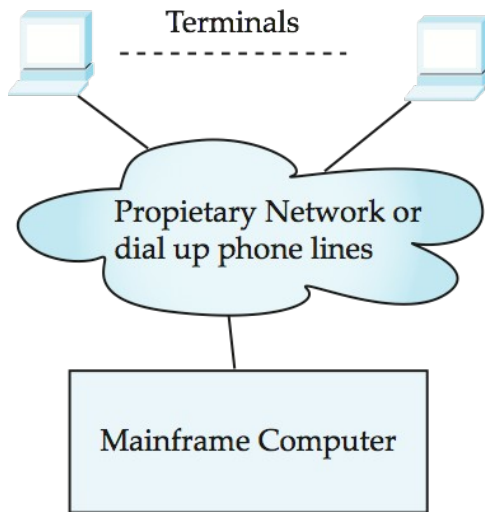 Terminals
Propietary Network or
dial up phone lines
Mainframe Computer